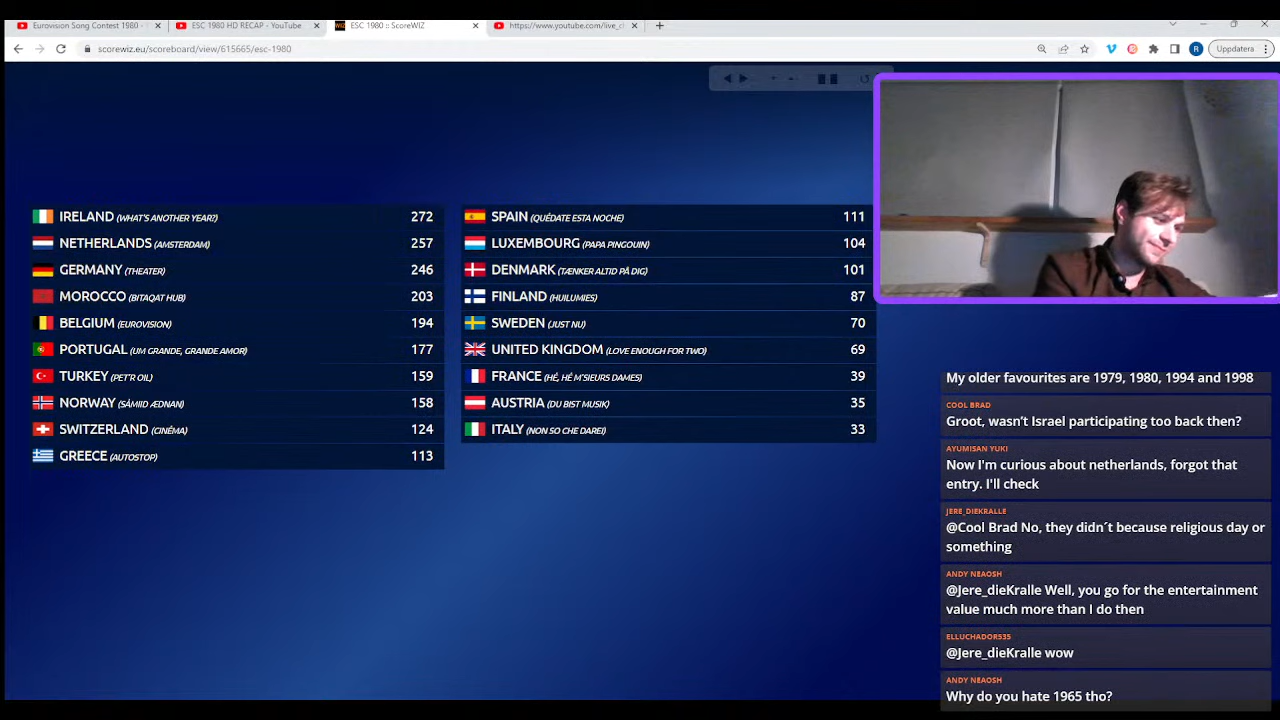 Eurovision Song Contest 1980 -
ESC 1980 HD RECAP - YouTube
WIZ
ESC 1980 :: ScoreWIZ
https://www.youtube.com/live_c
scorewiz.eu/scoreboard/view/615665/esc-1980
R
Uppdatera
IRELAND (WHAT'S ANOTHER YEAR?) 272
NETHERLANDS (AMSTERDAM) 257
GERMANY (THEATER) 246
MOROCCO (BITAQAT HUB) 203
BELGIUM (EUROVISION) 194
PORTUGAL (UM GRANDE, GRANDE AMOR) 177
TURKEY (PET'R OIL) 159
NORWAY (SÁMIID ÆDNAN) 158
SWITZERLAND (CINÉMA) 124
GREECE (AUTOSTOP) 113
SPAIN (QUÉDATE ESTA NOCHE) 111
LUXEMBOURG (PAPA PINGOUIN) 104
DENMARK (TÆNKER ALTID PÅ DIG) 101
FINLAND (HUILUMIES) 87
SWEDEN (JUST NU) 70
UNITED KINGDOM (LOVE ENOUGH FOR TWO) 69
FRANCE (HÉ, HÉ M'SIEURS DAMES) 39
AUSTRIA (DU BIST MUSIK) 35
ITALY (NON SO CHE DAREI) 33
My older favourites are 1979, 1980, 1994 and 1998
COOL BRAD
Groot, wasn't Israel participating too back then?
AYUMISAN YUKI
Now I'm curious about netherlands, forgot that
entry. I'll check
JERE_DIEKRALLE
@Cool Brad No, they didn´t because religious day or
something
ANDY NEAOSH
@Jere_dieKralle Well, you go for the entertainment
value much more than I do then
ELLUCHADOR535
@Jere_dieKralle wow
ANDY NEAOSH
Why do you hate 1965 tho?